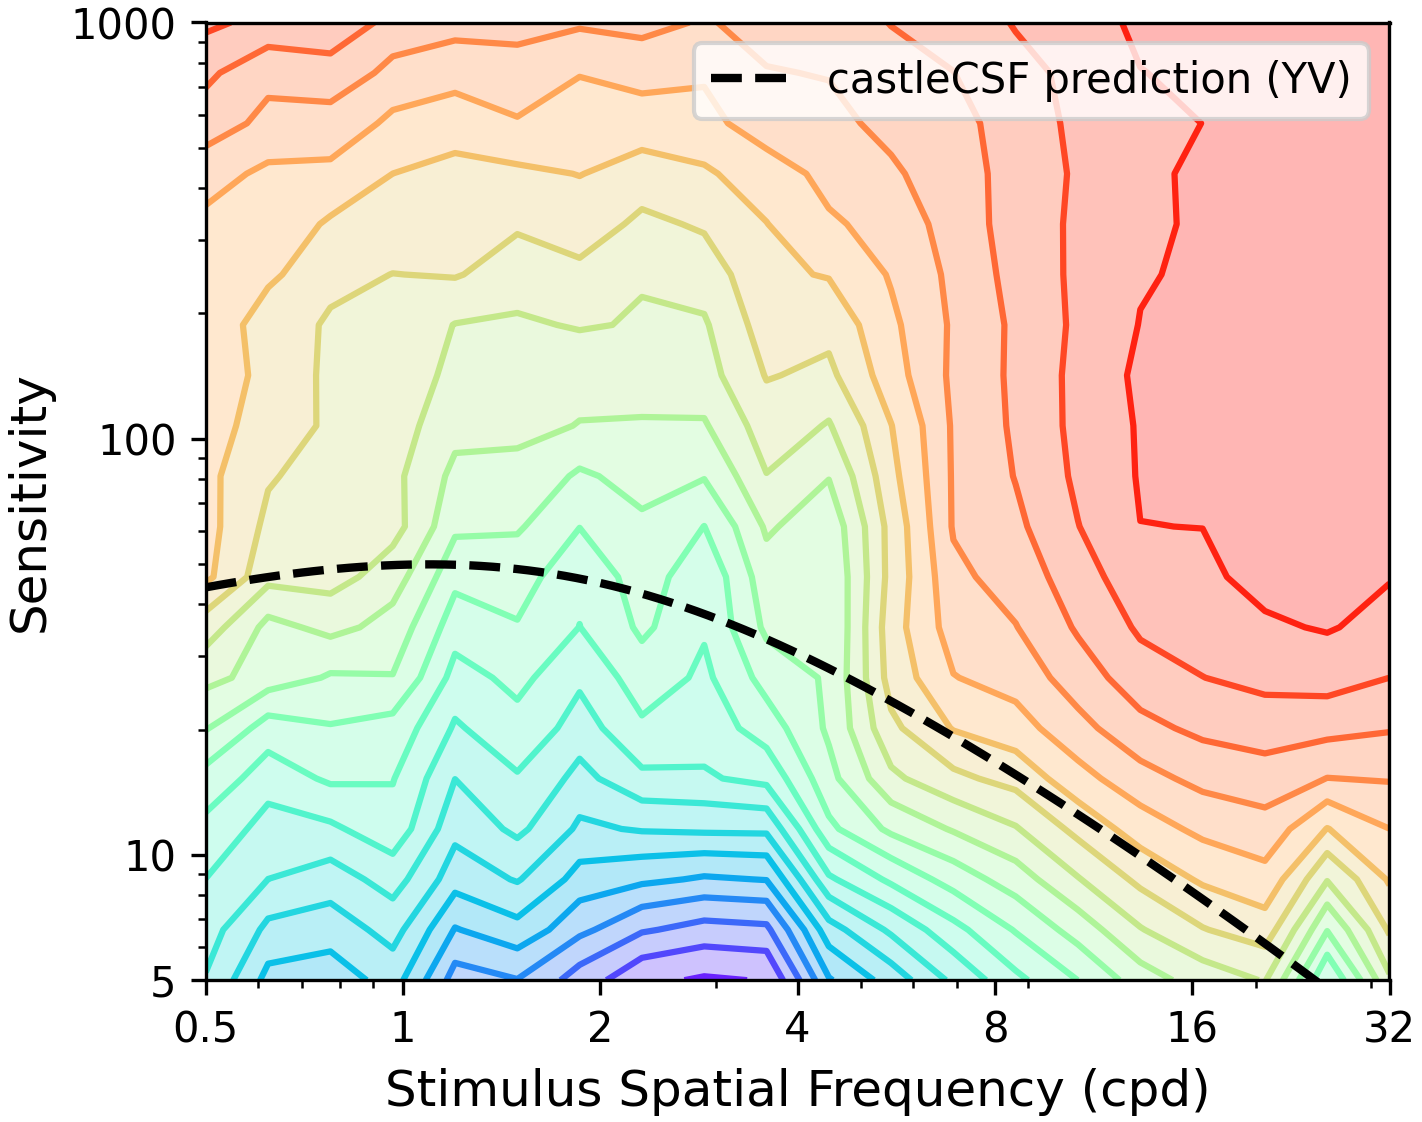 1000
castleCSF prediction (YV)
Sensitivity
100
10
5
0.5 1 2 4 8 16 32
Stimulus Spatial Frequency (cpd)